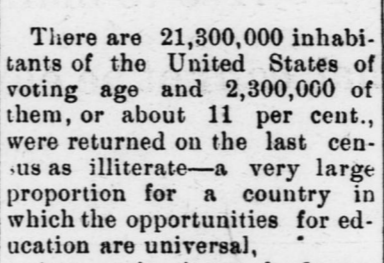 There are 21,300,000 inhabi-
tants of the United States of
voting age and 2,300,000 of
them, or about 11 per cent.,
were returned on the last cen-
sus as illiterate—a very large
proportion for a country in
which the opportunities for ed-
ucation are universal,